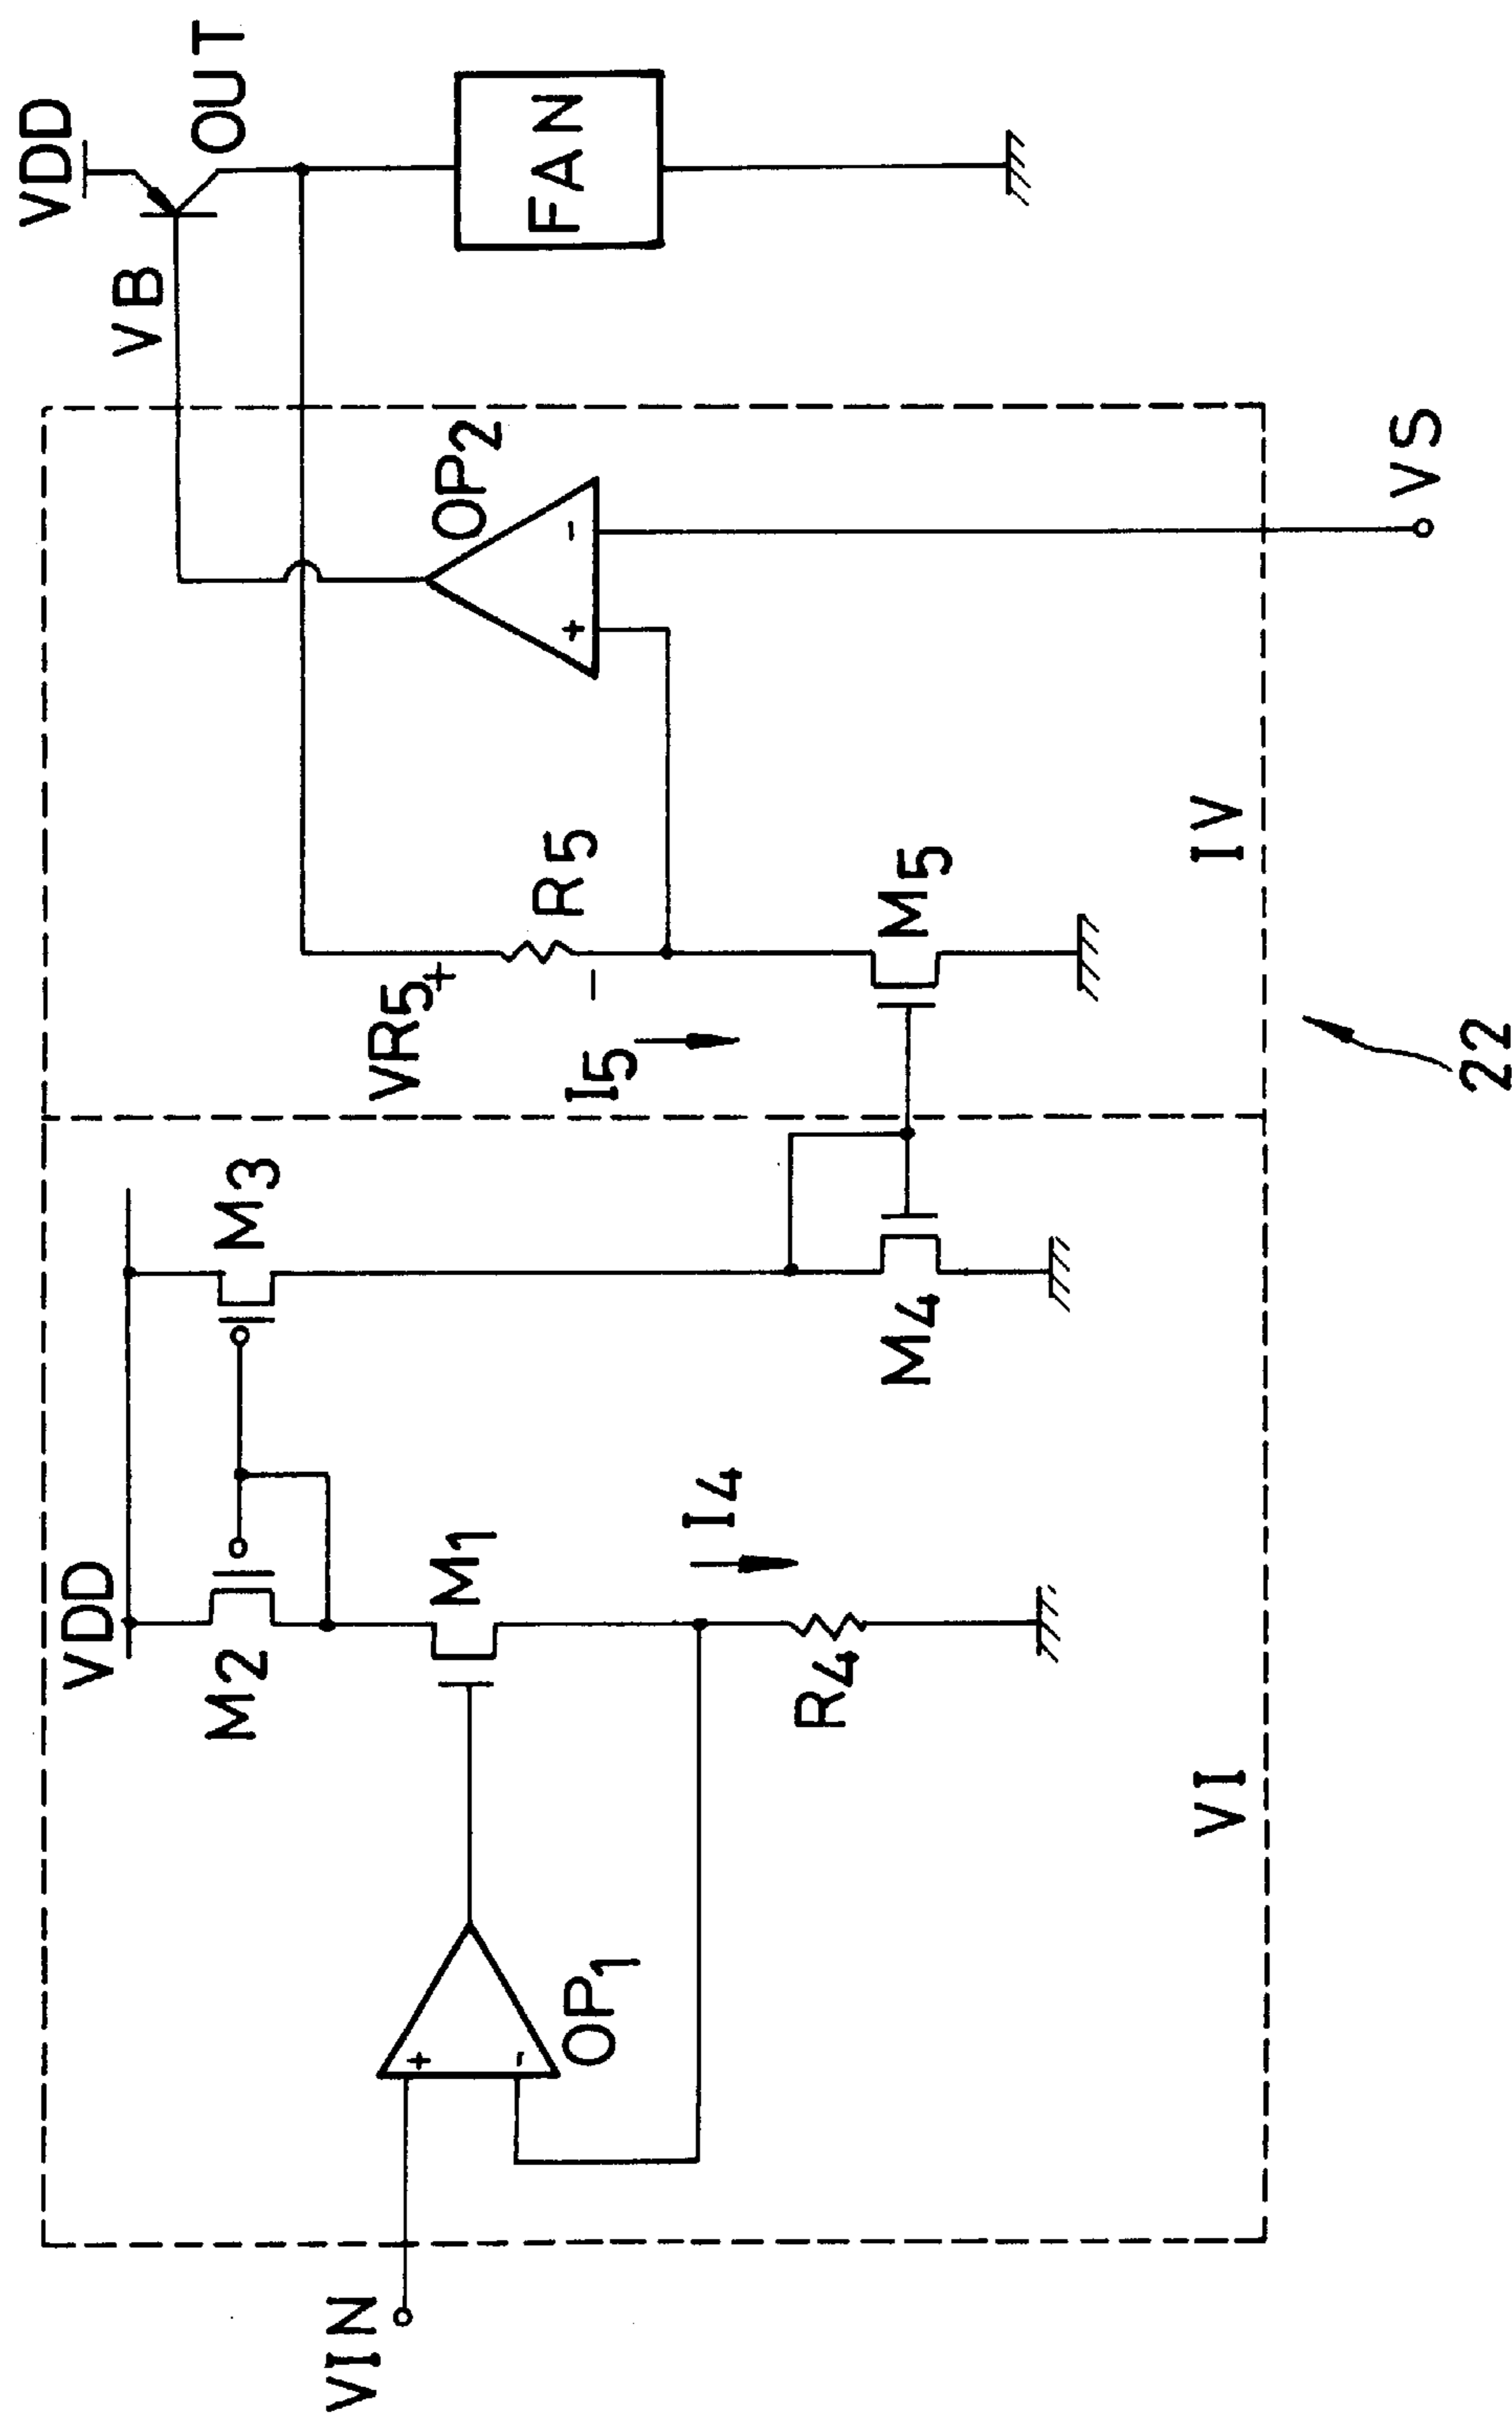 VDD
OUT
VB
FAN
OP2
+
-
VS
R5
VR5
+
-
I5
M5
IV
22
VDD
M3
M2
M1
M4
I4
R4
VI
OP1
+
-
VIN